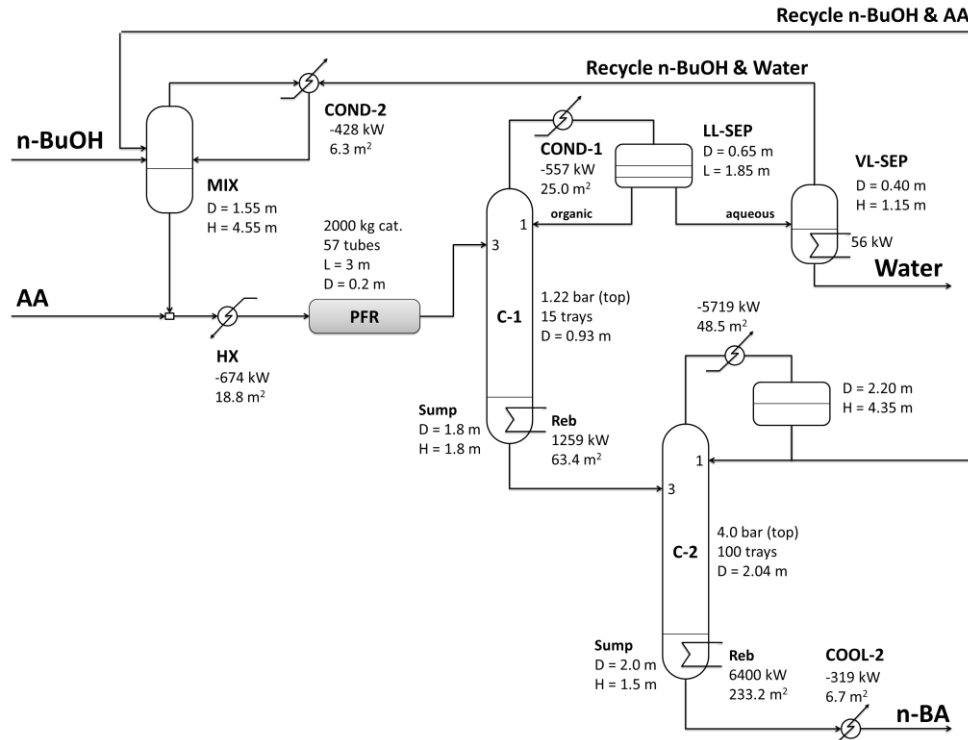 Recycle n-BuOH & AA
Recycle n-BuOH & Water
COND-2
-428 kW
6.3 m²
n-BuOH
MIX
D = 1.55 m
H = 4.55 m
COND-1
-557 kW
25.0 m²
LL-SEP
D = 0.65 m
L = 1.85 m
VL-SEP
D = 0.40 m
H = 1.15 m
organic
aqueous
1
3
56 kW
Water
2000 kg cat.
57 tubes
L = 3 m
D = 0.2 m
AA
PFR
HX
-674 kW
18.8 m²
C-1
1.22 bar (top)
15 trays
D = 0.93 m
-5719 kW
48.5 m²
D = 2.20 m
H = 4.35 m
Sump
D = 1.8 m
H = 1.8 m
Reb
1259 kW
63.4 m²
1
3
C-2
4.0 bar (top)
100 trays
D = 2.04 m
Sump
D = 2.0 m
H = 1.5 m
Reb
6400 kW
233.2 m²
COOL-2
-319 kW
6.7 m²
n-BA